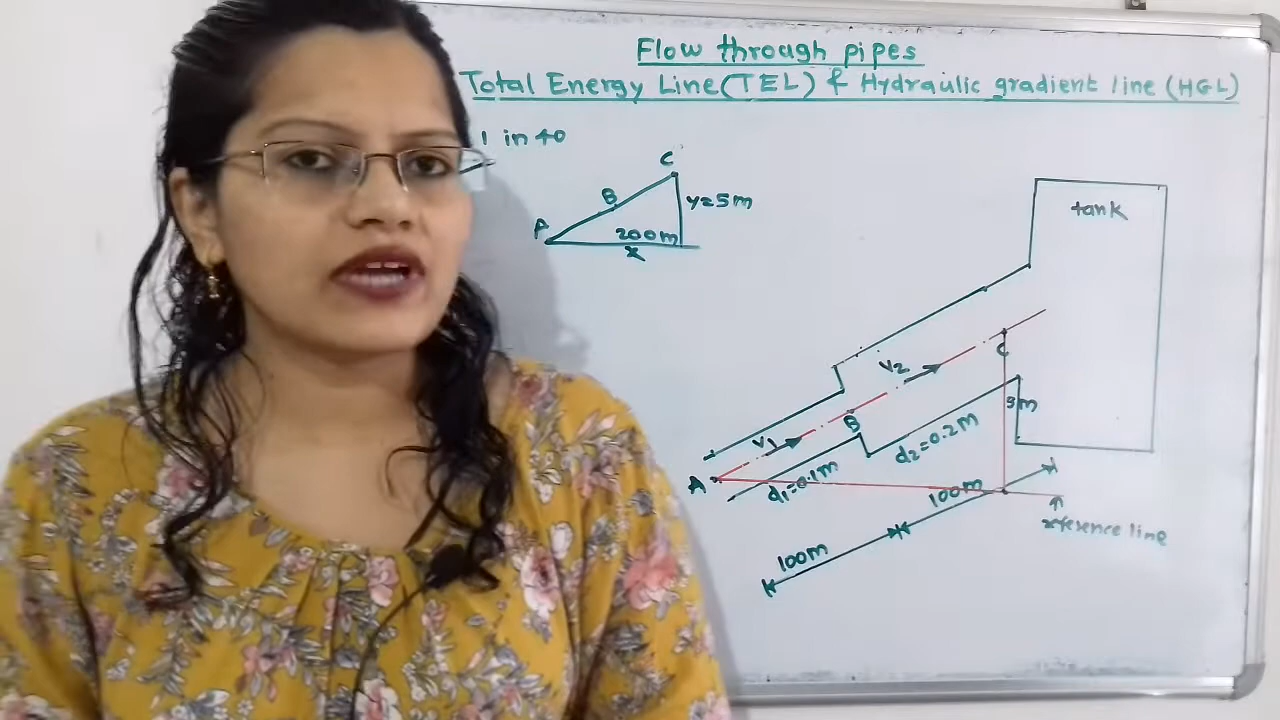 Flow through pipes
Total Energy Line (TEL) & Hydraulic gradient line (HGL)
1 in 40
C
B
y=5m
A
200m
x
tank
C
V2
5m
B
V1
d2=0.2m
A
d1=0.1m
100m
reference line
100m